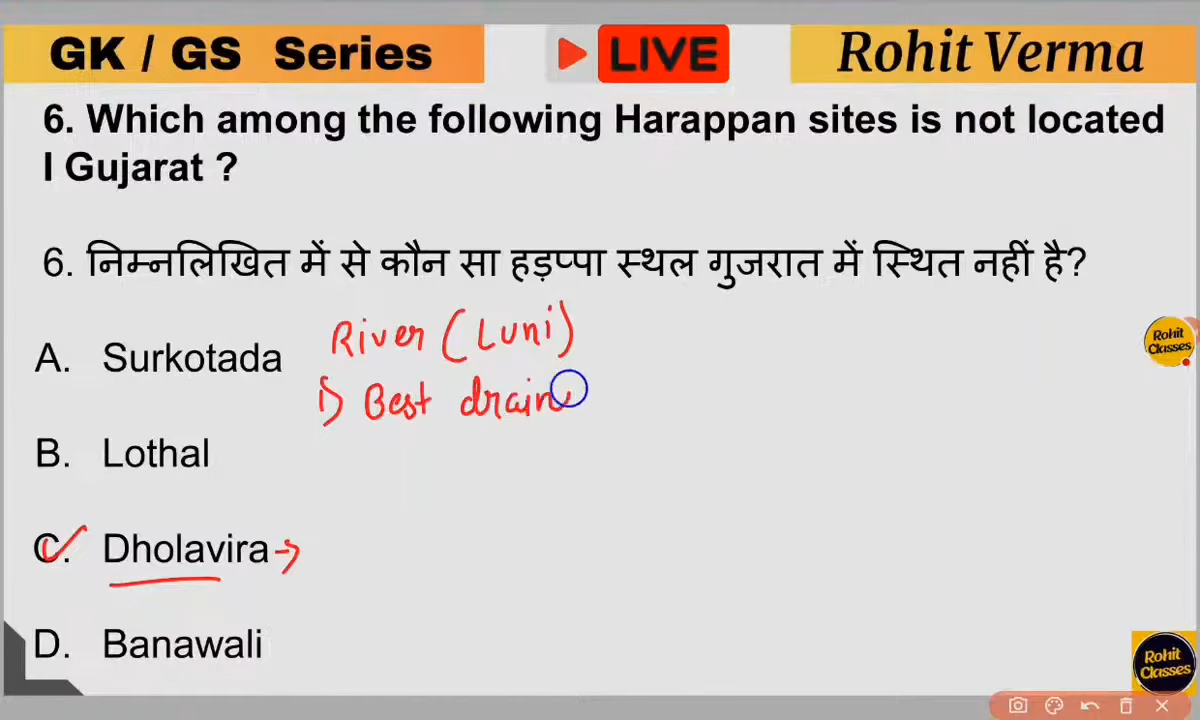 GK / GS Series LIVE Rohit Verma
6. Which among the following Harappan sites is not located
I Gujarat ?
6. निम्नलिखित में से कौन सा हड़प्पा स्थल गुजरात में स्थित नहीं है?
River (Luni)
A. Surkotada
1) Best drain
B. Lothal
C. Dholavira →
D. Banawali
Rohit
Classes
Rohit
Classes